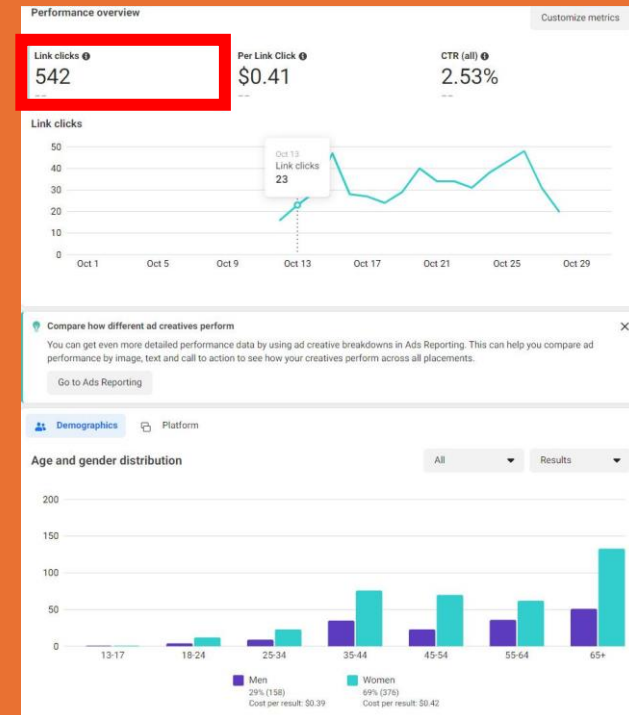 Performance overview
Customize metrics
Link clicks
542
--
Per Link Click
$0.41
--
CTR (all)
2.53%
--
Link clicks
50
40
30
20
10
0
Oct 13
Link clicks
23
Oct 1 Oct 5 Oct 9 Oct 13 Oct 17 Oct 21 Oct 25 Oct 29
Compare how different ad creatives perform
You can get even more detailed performance data by using ad creative breakdowns in Ads Reporting. This can help you compare ad
performance by image, text and call to action to see how your creatives perform across all placements.
Go to Ads Reporting
Demographics Platform
Age and gender distribution
All Results
200
150
100
50
0
13-17 18-24 25-34 35-44 45-54 55-64 65+
Men
29% (158)
Cost per result: $0.39
Women
69% (376)
Cost per result: $0.42